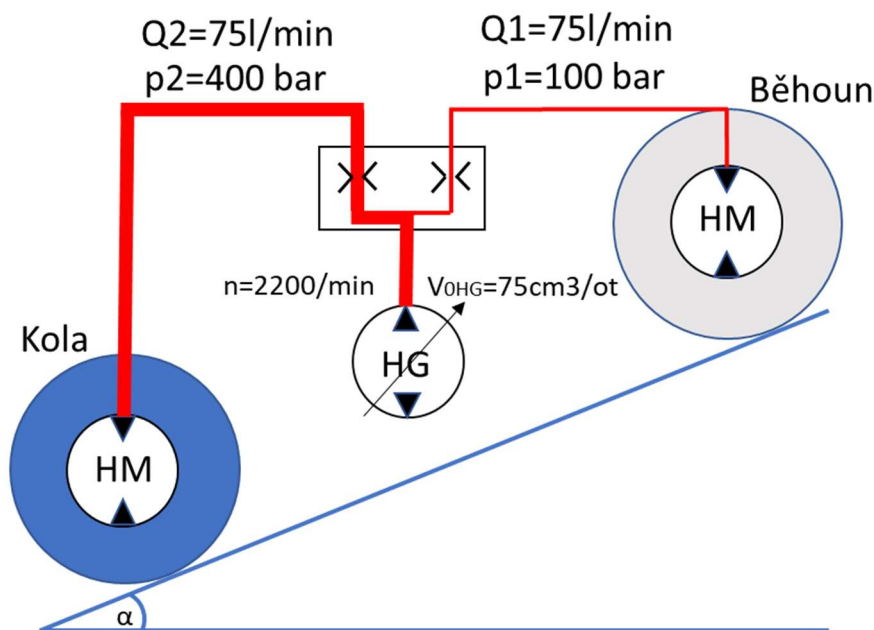 Q2=75l/min
p2=400 bar
Q1=75l/min
p1=100 bar
Běhoun
HM
n=2200/min
V0HG=75cm3/ot
Kola
HG
HM
α